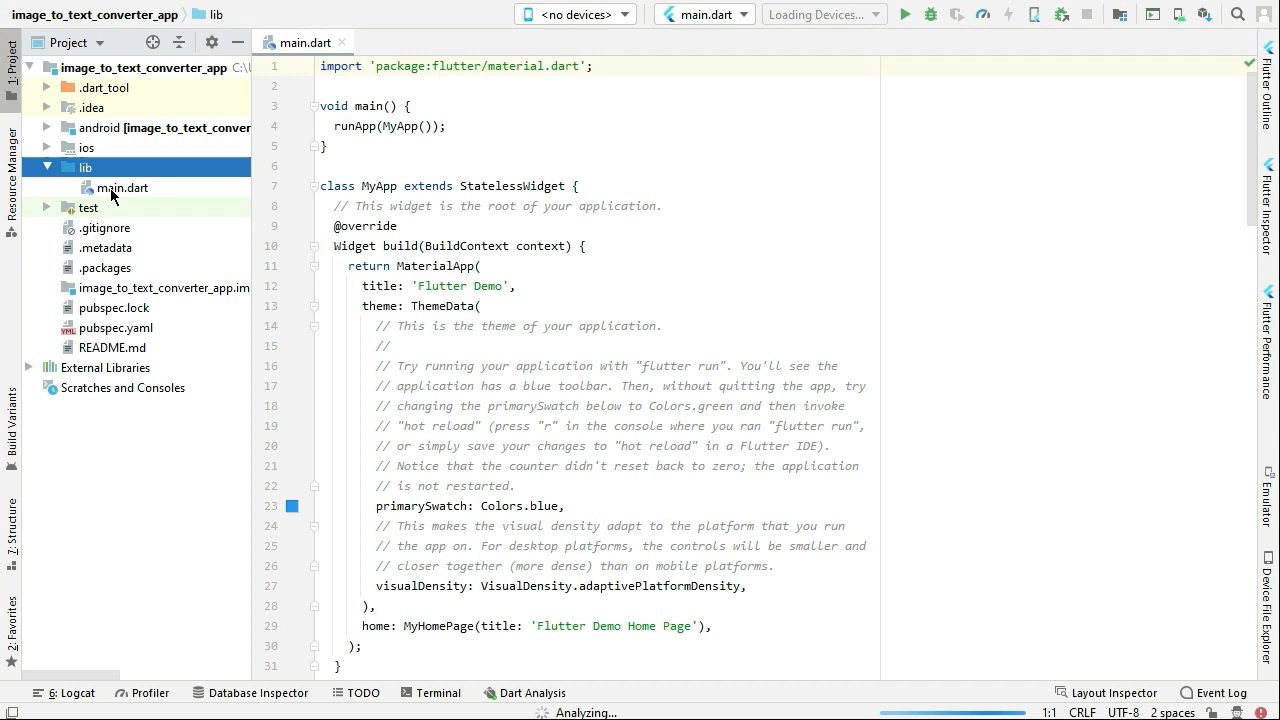 image_to_text_converter_app
lib
<no devices>
main.dart
Loading Devices...
1: Project
Resource Manager
Build Variants
7: Structure
2: Favorites
Project
image_to_text_converter_app
.dart_tool
.idea
android [image_to_text_conver
ios
lib
main.dart
test
.gitignore
.metadata
.packages
image_to_text_converter_app.im
pubspec.lock
YML
pubspec.yaml
README.md
External Libraries
Scratches and Consoles
main.dart
1 import 'package:flutter/material.dart';
2
3 void main() {
4 runApp(MyApp());
5 }
6
7 class MyApp extends StatelessWidget {
8 // This widget is the root of your application.
9 @override
10 Widget build(BuildContext context) {
11 return MaterialApp(
12 title: 'Flutter Demo',
13 theme: ThemeData(
14 // This is the theme of your application.
15 //
16 // Try running your application with "flutter run". You'll see the
17 // application has a blue toolbar. Then, without quitting the app, try
18 // changing the primarySwatch below to Colors.green and then invoke
19 // "hot reload" (press "r" in the console where you ran "flutter run",
20 // or simply save your changes to "hot reload" in a Flutter IDE).
21 // Notice that the counter didn't reset back to zero; the application
22 // is not restarted.
23 primarySwatch: Colors.blue,
24 // This makes the visual density adapt to the platform that you run
25 // the app on. For desktop platforms, the controls will be smaller and
26 // closer together (more dense) than on mobile platforms.
27 visualDensity: VisualDensity.adaptivePlatformDensity,
28 ),
29 home: MyHomePage(title: 'Flutter Demo Home Page'),
30 );
31 }
Flutter Outline
Flutter Inspector
Flutter Performance
Emulator
Device File Explorer
6: Logcat
Profiler
Database Inspector
TODO
Terminal
Dart Analysis
Layout Inspector
Event Log
Analyzing...
1:1
CRLF
UTF-8
2 spaces